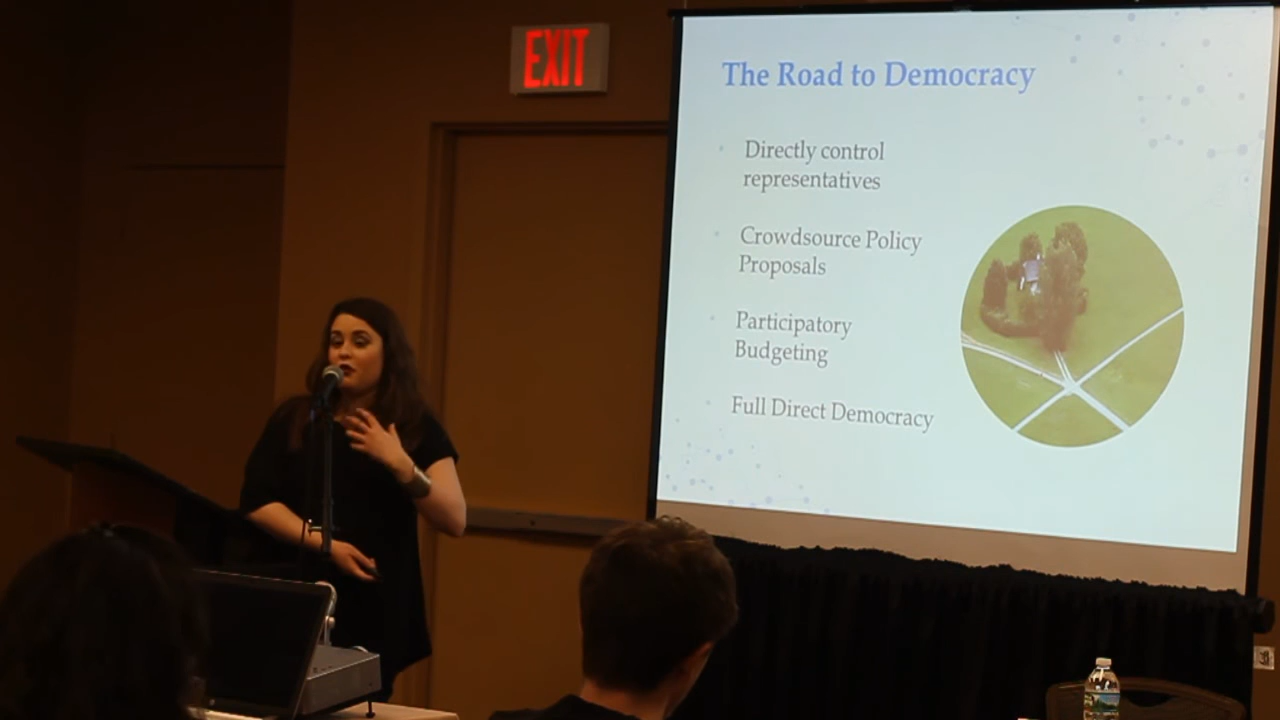 EXIT
The Road to Democracy
Directly control
representatives
Crowdsource Policy
Proposals
Participatory
Budgeting
Full Direct Democracy